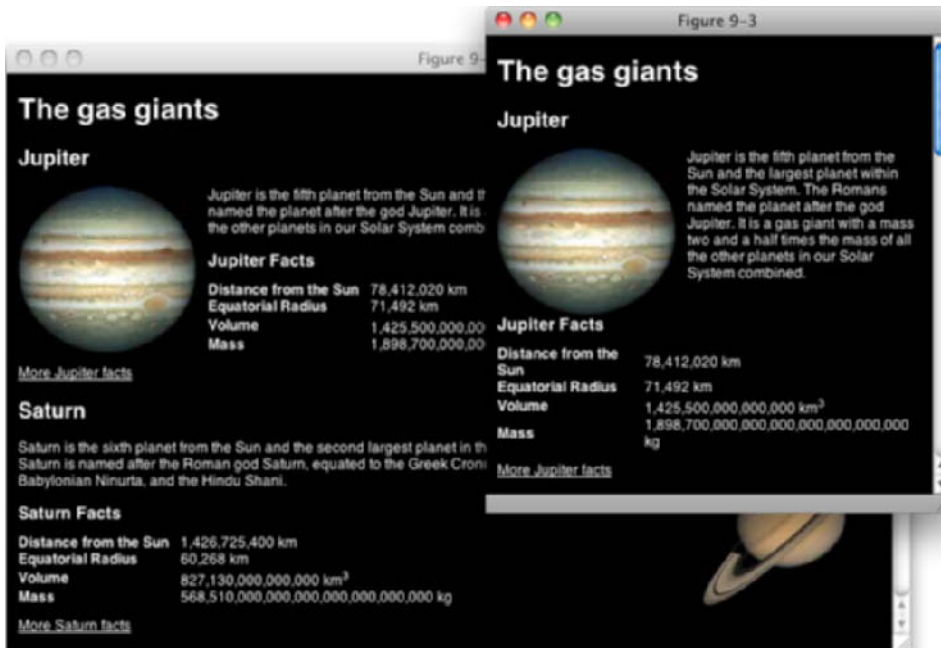 Figure 9-
The gas giants
Jupiter
Jupiter is the fifth planet from the Sun and th
named the planet after the god Jupiter. It is
the other planets in our Solar System comb
Jupiter Facts
Distance from the Sun 78,412,020 km
Equatorial Radius 71,492 km
Volume 1,425,500,000,00
Mass 1,898,700,000,00
More Jupiter facts
Saturn
Saturn is the sixth planet from the Sun and the second largest planet in th
Saturn is named after the Roman god Saturn, equated to the Greek Cron
Babylonian Ninurta, and the Hindu Shani.
Saturn Facts
Distance from the Sun 1,426,725,400 km
Equatorial Radius 60,268 km
Volume 827,130,000,000,000 km³
Mass 568,510,000,000,000,000,000,000,000 kg
More Saturn facts
Figure 9-3
The gas giants
Jupiter
Jupiter is the fifth planet from the
Sun and the largest planet within
the Solar System. The Romans
named the planet after the god
Jupiter. It is a gas giant with a mass
two and a half times the mass of all
the other planets in our Solar
System combined.
Jupiter Facts
Distance from the
Sun 78,412,020 km
Equatorial Radius 71,492 km
Volume 1,425,500,000,000,000 km³
Mass 1,898,700,000,000,000,000,000,000,000
kg
More Jupiter facts